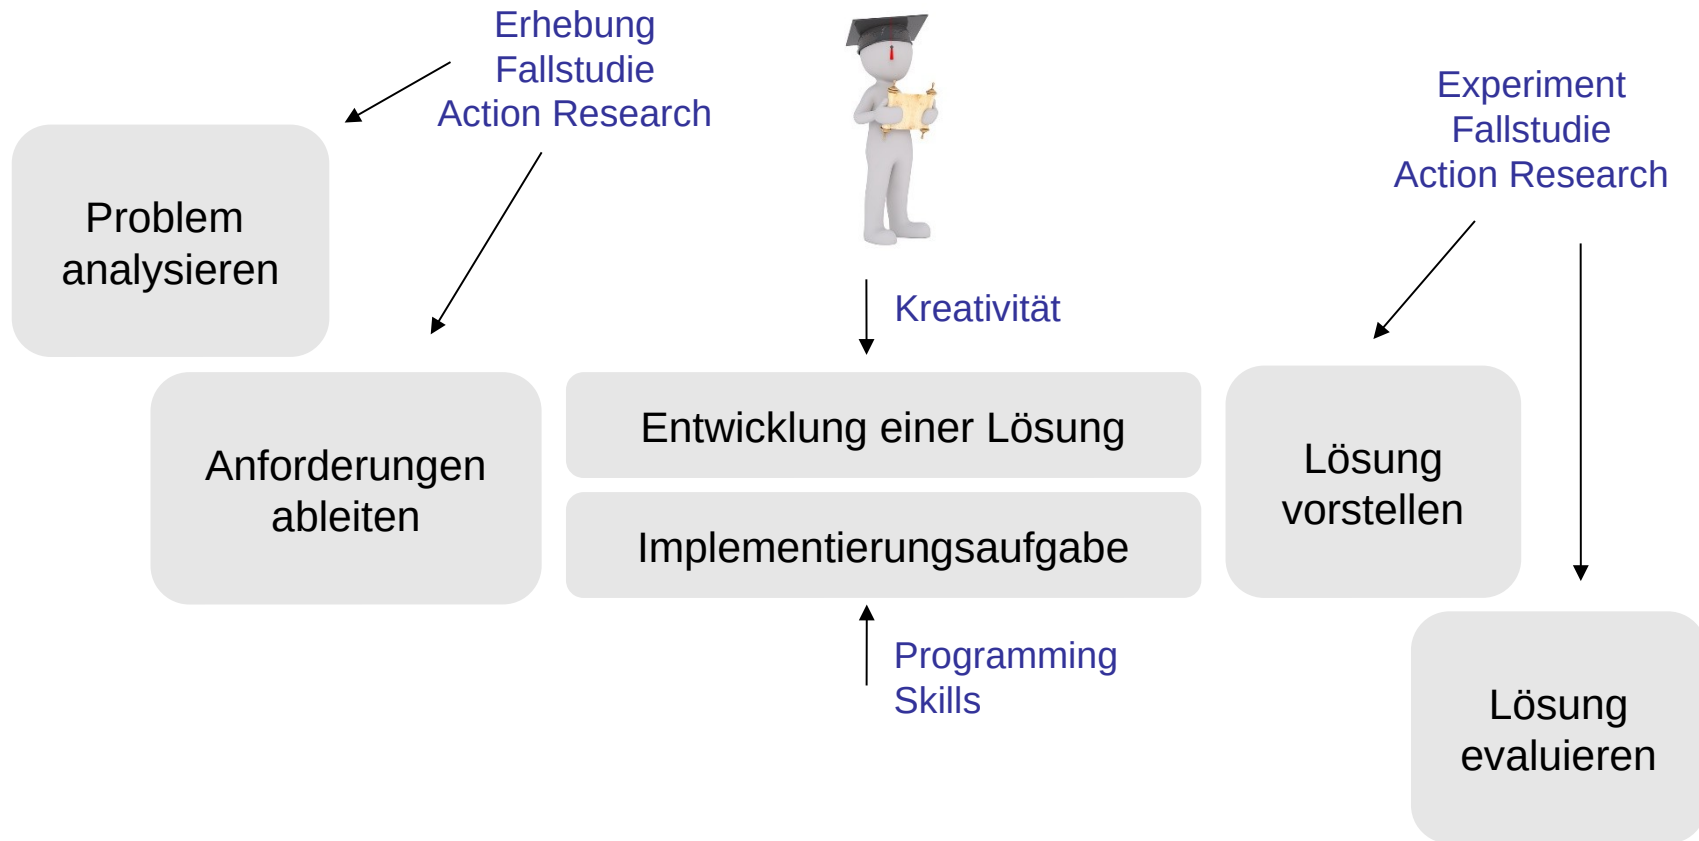 Erhebung
Fallstudie
Action Research
Experiment
Fallstudie
Action Research
Problem
analysieren
Kreativität
Anforderungen
ableiten
Entwicklung einer Lösung
Implementierungsaufgabe
Lösung
vorstellen
Programming
Skills
Lösung
evaluieren